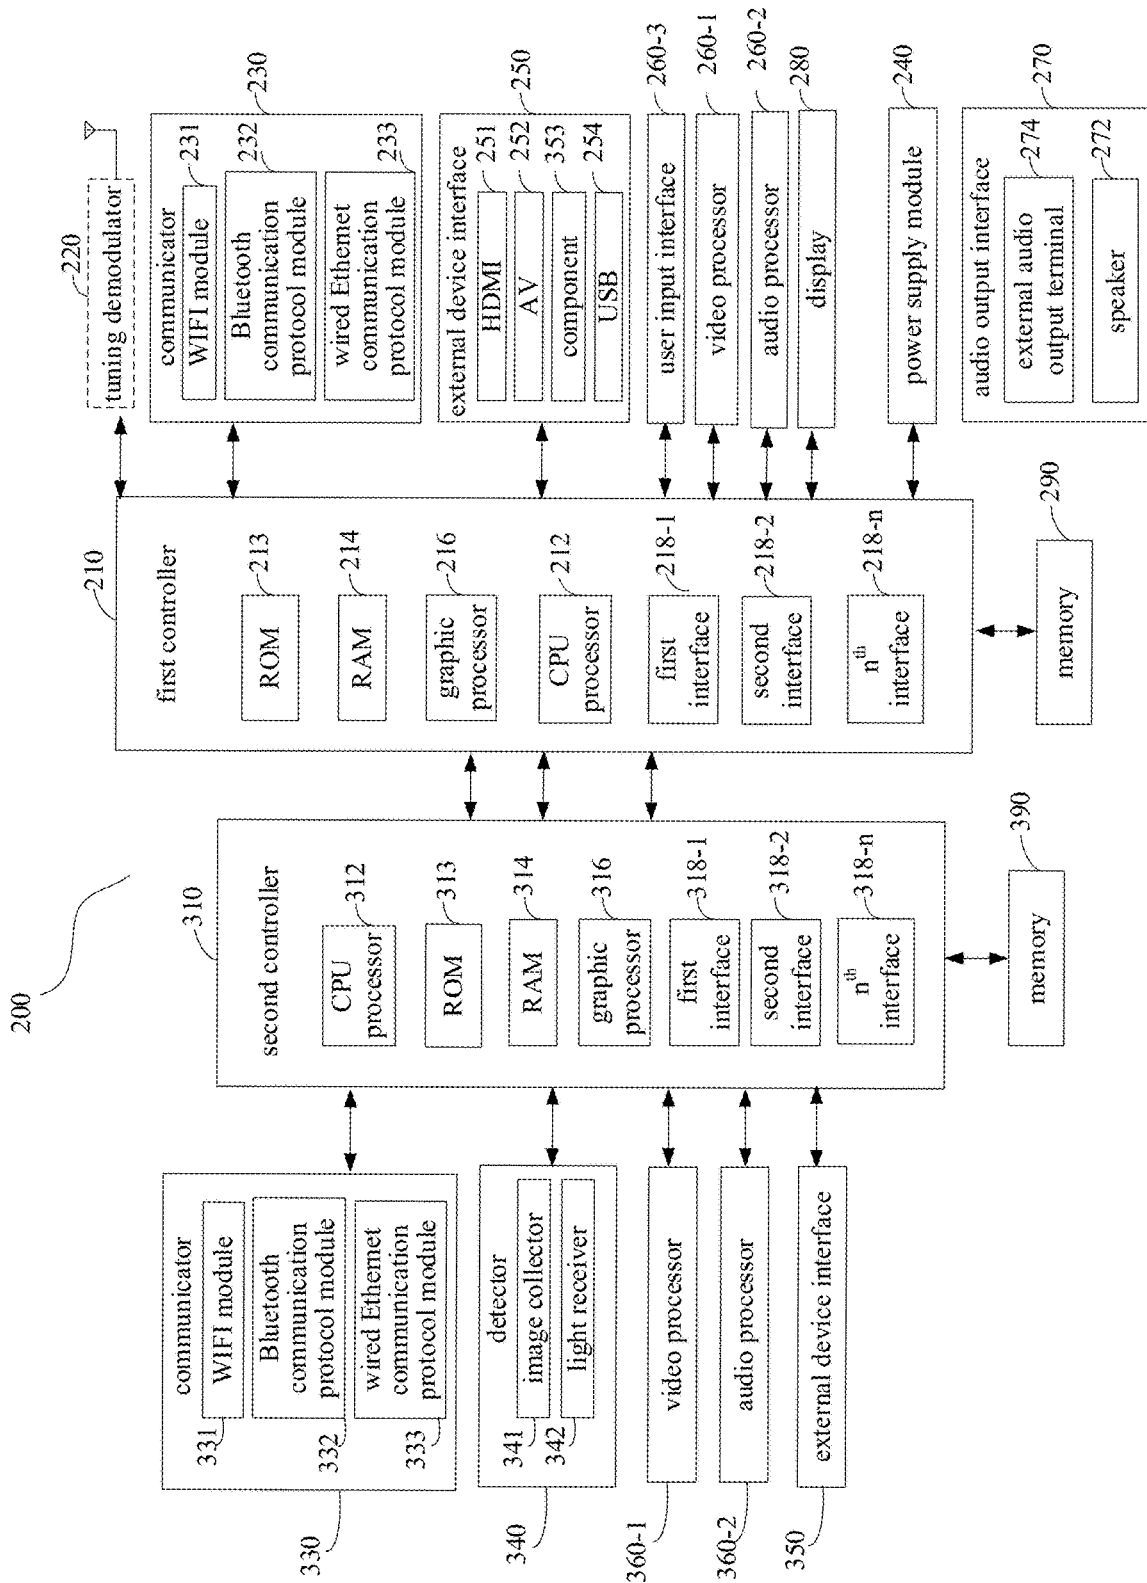 200
220
tuning demodulator
230
communicator
WIFI module
231
Bluetooth
communication
protocol module
232
wired Ethernet
communication
protocol module
233
250
external device interface
HDMI
251
AV
252
component
353
USB
254
user input interface
260-3
video processor
260-1
audio processor
260-2
display
280
power supply module
240
270
audio output interface
external audio
output terminal
274
speaker
272
210
first controller
ROM
213
RAM
214
graphic
processor
216
CPU
processor
212
first
interface
218-1
second
interface
218-2
nth
interface
218-n
memory
290
310
second controller
CPU
processor
312
ROM
313
RAM
314
graphic
processor
316
first
interface
318-1
second
interface
318-2
nth
interface
318-n
memory
390
communicator
WIFI module
331
Bluetooth
communication
protocol module
332
wired Ethernet
communication
protocol module
333
330
detector
image collector
341
light receiver
342
340
video processor
360-1
audio processor
360-2
external device interface
350